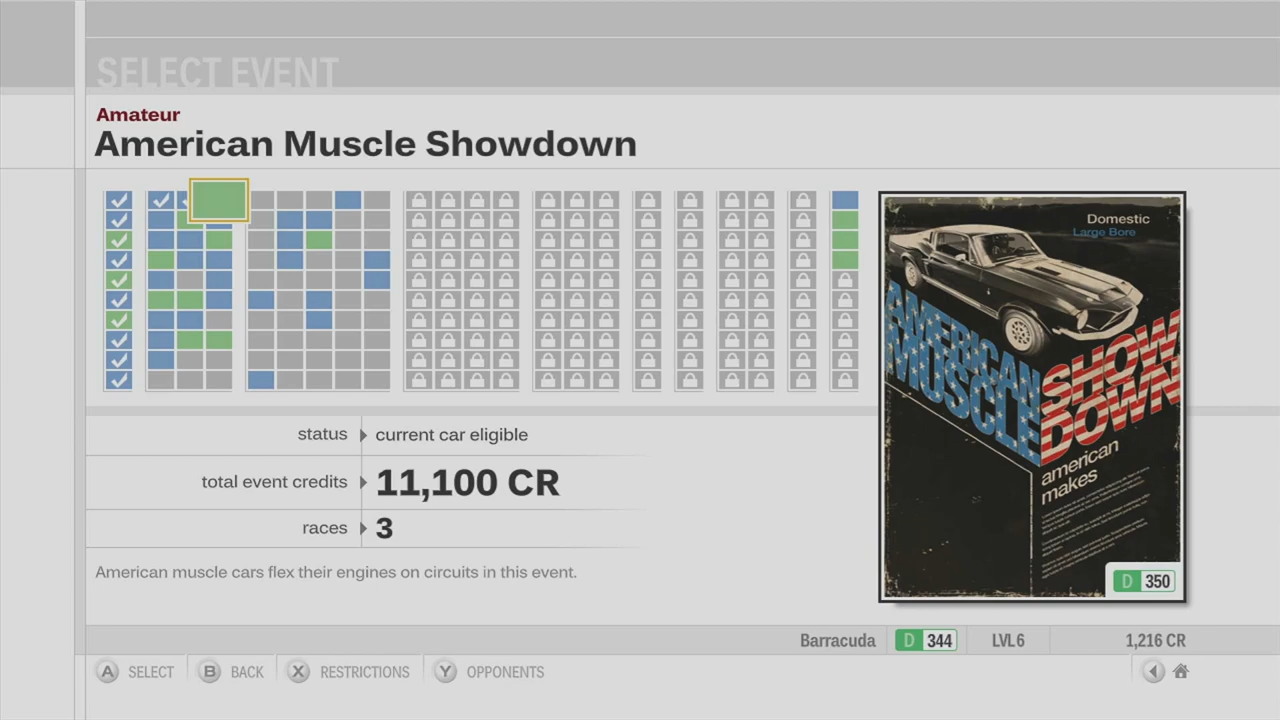 SELECT EVENT
Amateur
American Muscle Showdown
Domestic
Large Bore
AMERICAN
MUSCLE
SHOW
DOWN
american
makes
D 350
status
current car eligible
total event credits
11,100 CR
races
3
American muscle cars flex their engines on circuits in this event.
Barracuda
D 344
LVL6
1,216 CR
A SELECT
B BACK
X RESTRICTIONS
Y OPPONENTS